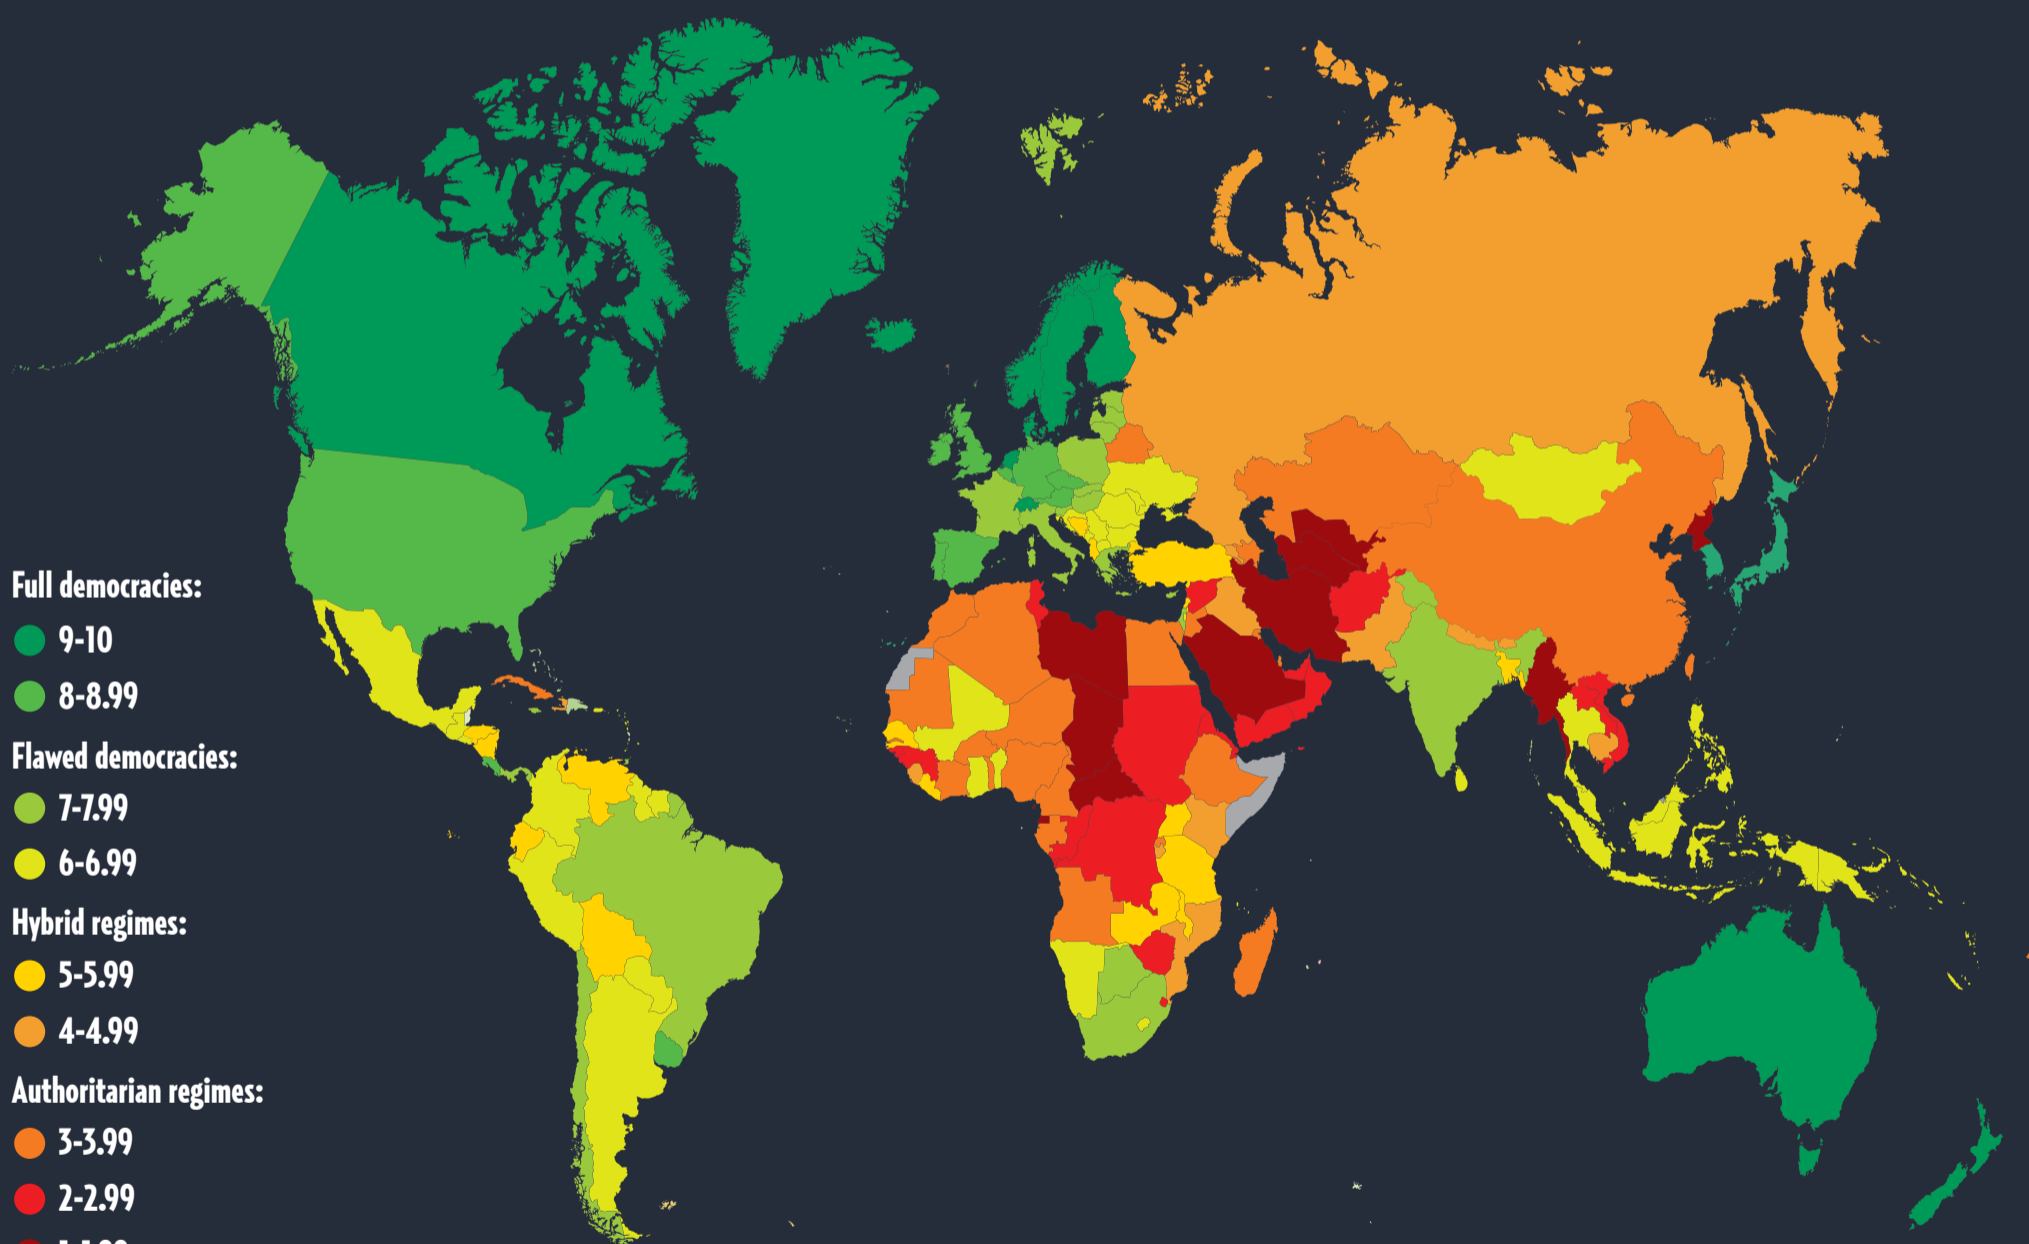 Full democracies:
9-10
8-8.99
Flawed democracies:
7-7.99
6-6.99
Hybrid regimes:
5-5.99
4-4.99
Authoritarian regimes:
3-3.99
2-2.99